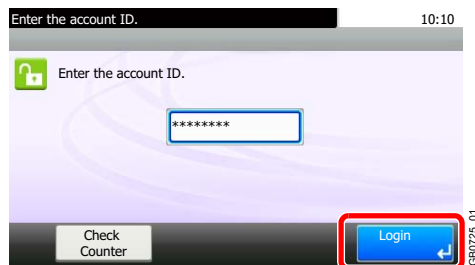 Enter the account ID.
10:10
Enter the account ID.
********
Check
Counter
Login
GB0725_01